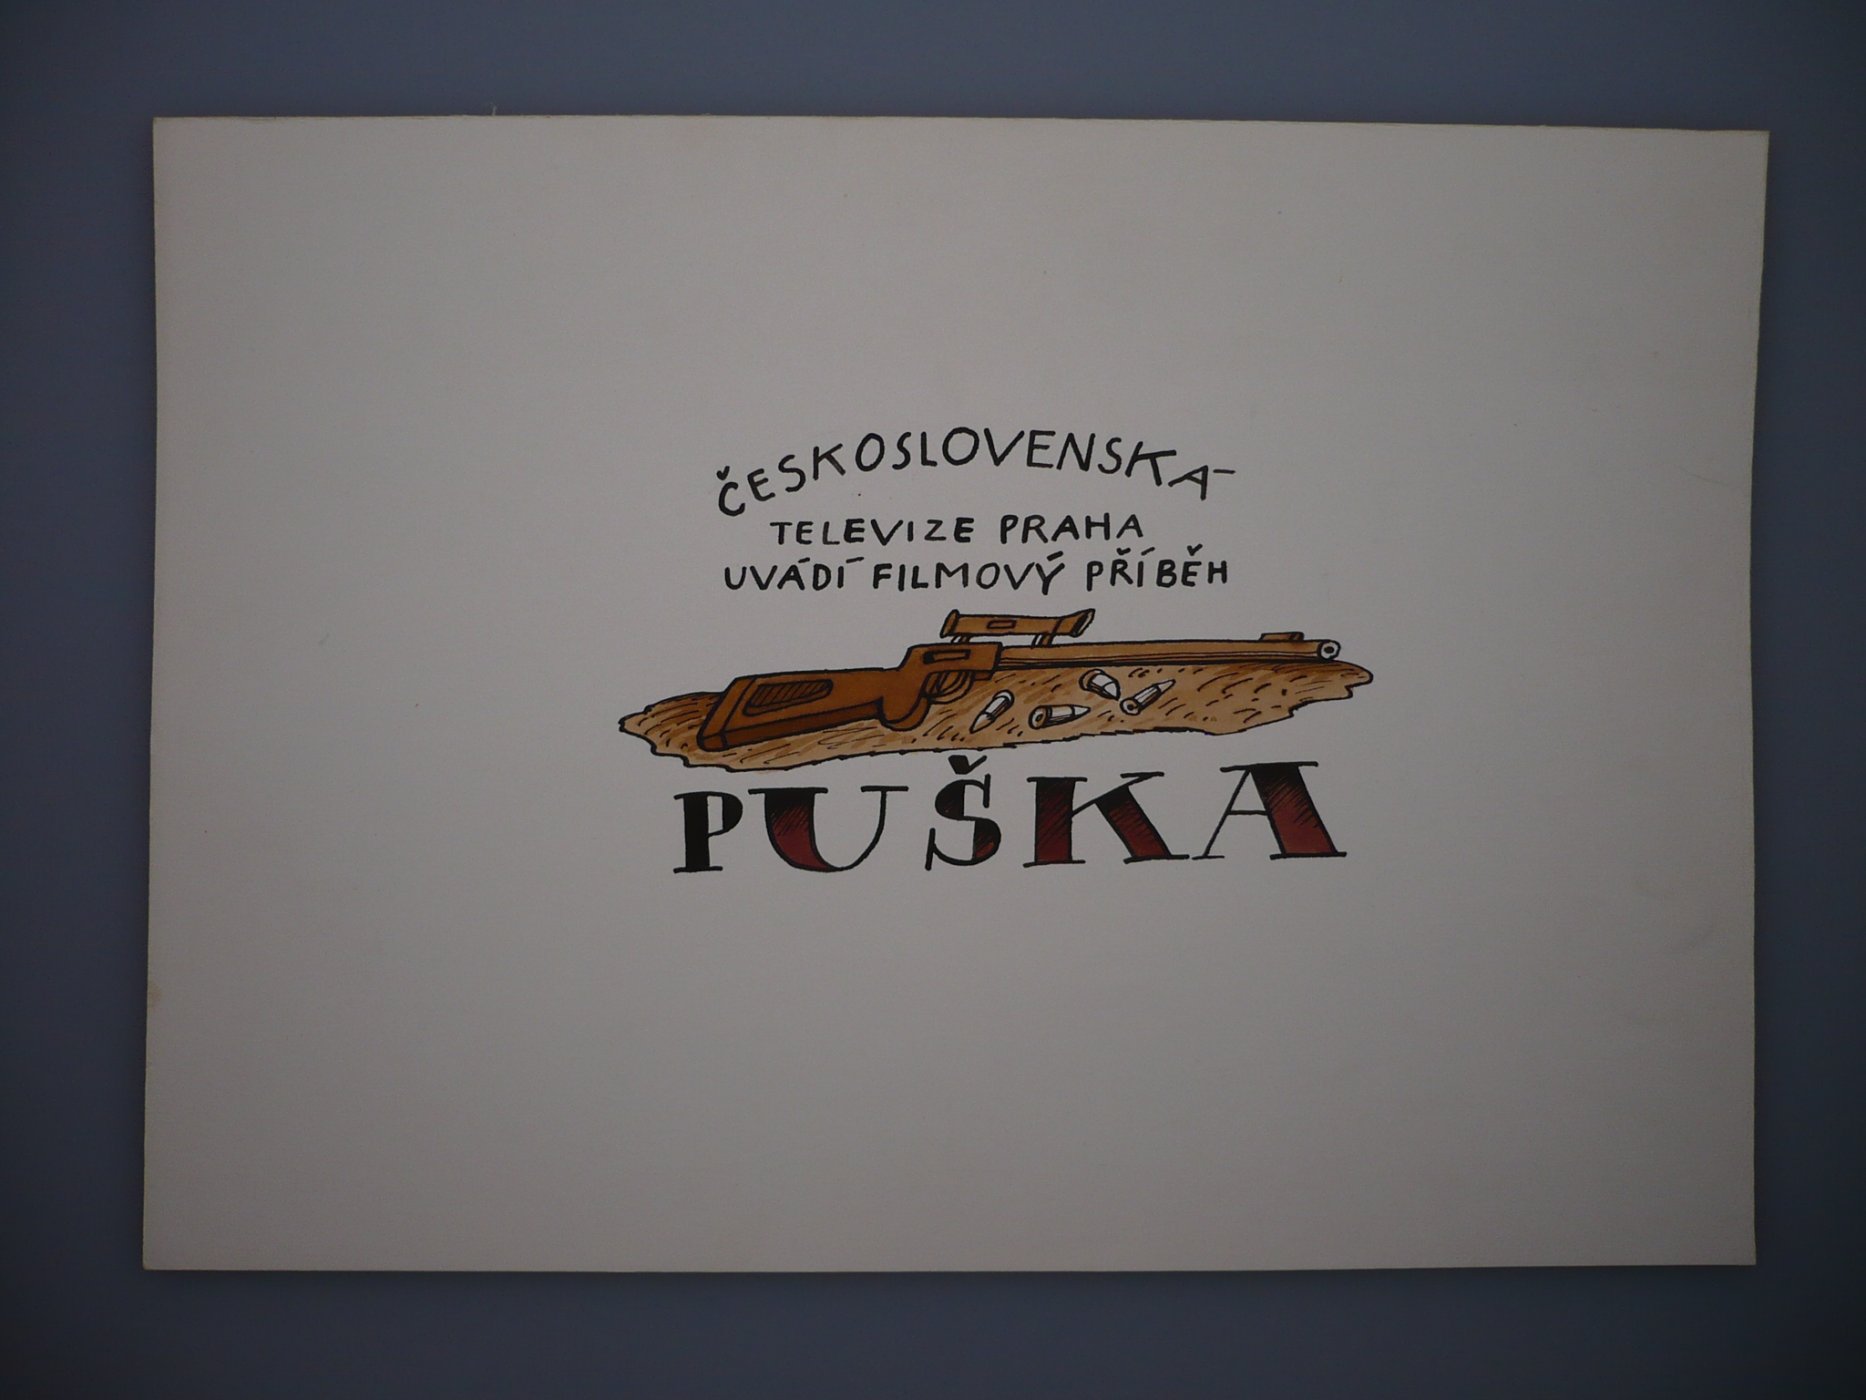 ČESKOSLOVENSKÁ
TELEVIZE PRAHA
UVÁDÍ FILMOVÝ PŘÍBĚH
PUŠKA